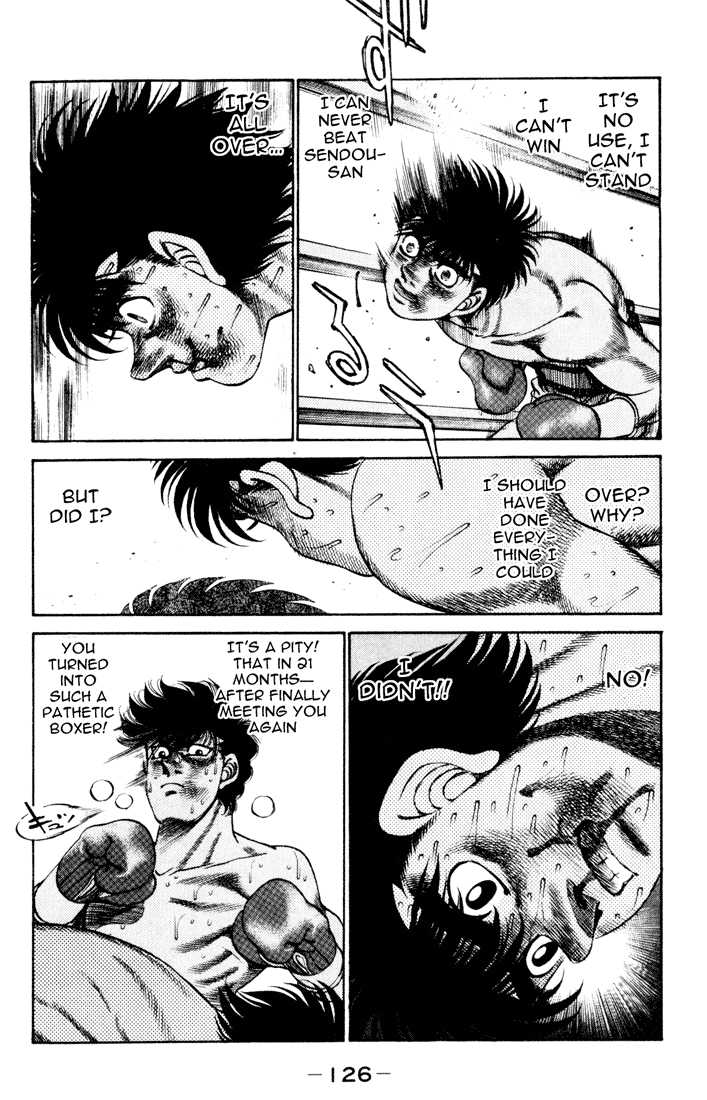 IT'S
NO
USE, I
CAN'T
STAND
I
CAN'T
WIN
I CAN
NEVER
BEAT
SENDOU-
SAN
IT'S
ALL
OVER...
OVER?
WHY?
I SHOULD
HAVE
DONE
EVERY-
THING I
COULD
BUT
DID I?
NO!
I
DIDN'T!!
IT'S A PITY!
THAT IN 21
MONTHS—
AFTER FINALLY
MEETING YOU
AGAIN
YOU
TURNED
INTO
SUCH A
PATHETIC
BOXER!
—126—